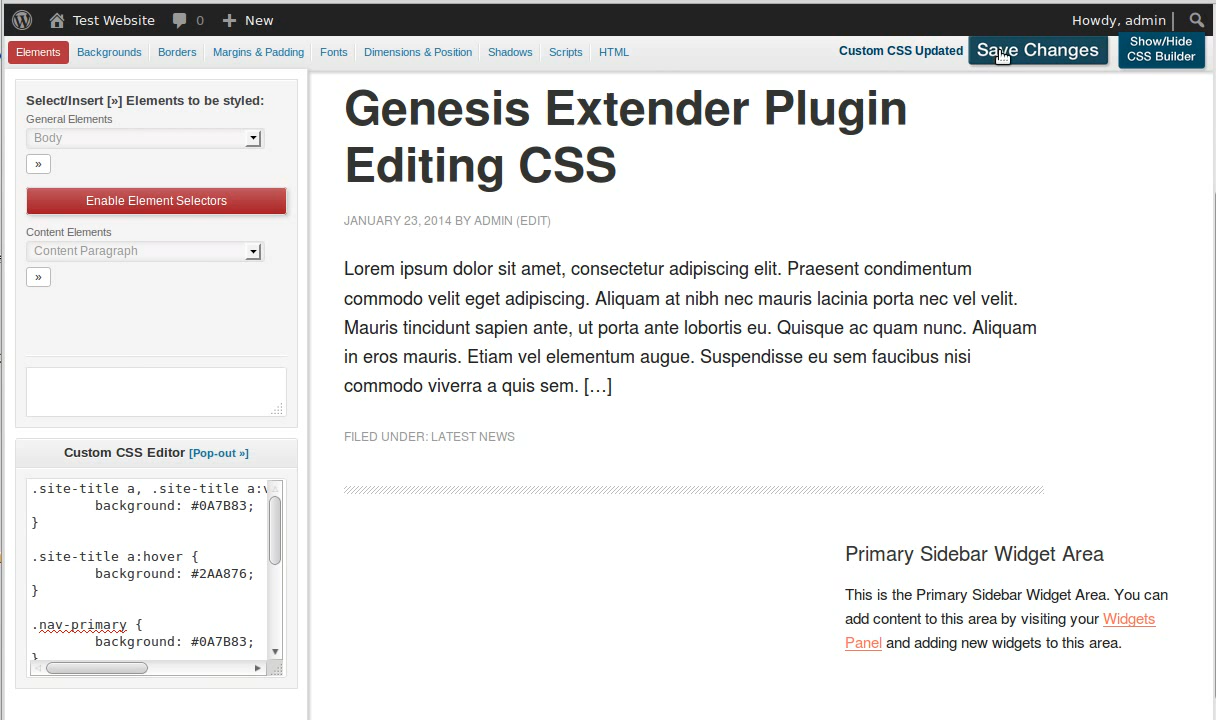 Test Website 0 New Howdy, admin
Elements Backgrounds Borders Margins & Padding Fonts Dimensions & Position Shadows Scripts HTML Custom CSS Updated Save Changes Show/Hide
CSS Builder
Select/Insert [»] Elements to be styled:
General Elements
Body
»
Enable Element Selectors
Content Elements
Content Paragraph
»
Custom CSS Editor [Pop-out »]
.site-title a, .site-title a:v
background: #0A7B83;
}
.site-title a:hover {
background: #2AA876;
}
.nav-primary {
background: #0A7B83;
}
Genesis Extender Plugin
Editing CSS
JANUARY 23, 2014 BY ADMIN (EDIT)
Lorem ipsum dolor sit amet, consectetur adipiscing elit. Praesent condimentum
commodo velit eget adipiscing. Aliquam at nibh nec mauris lacinia porta nec vel velit.
Mauris tincidunt sapien ante, ut porta ante lobortis eu. Quisque ac quam nunc. Aliquam
in eros mauris. Etiam vel elementum augue. Suspendisse eu sem faucibus nisi
commodo viverra a quis sem. […]
FILED UNDER: LATEST NEWS
Primary Sidebar Widget Area
This is the Primary Sidebar Widget Area. You can
add content to this area by visiting your Widgets
Panel and adding new widgets to this area.